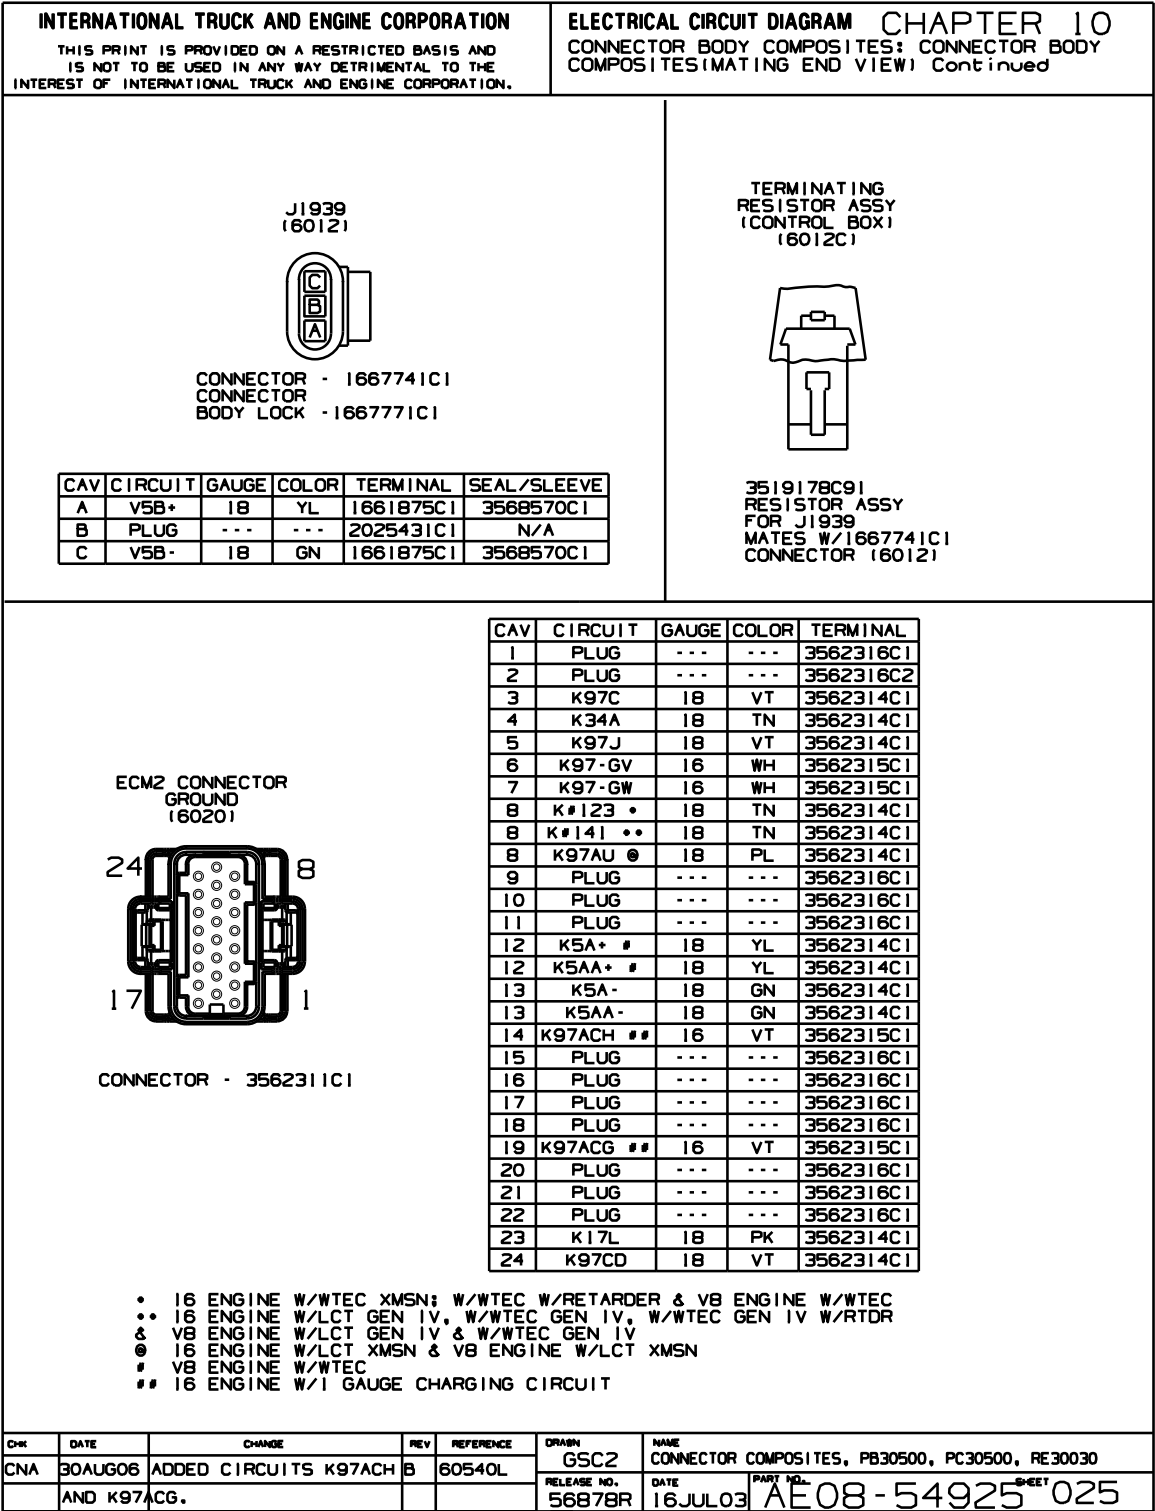 INTERNATIONAL TRUCK AND ENGINE CORPORATION
THIS PRINT IS PROVIDED ON A RESTRICTED BASIS AND
IS NOT TO BE USED IN ANY WAY DETRIMENTAL TO THE
INTEREST OF INTERNATIONAL TRUCK AND ENGINE CORPORATION.
ELECTRICAL CIRCUIT DIAGRAM CHAPTER 10
CONNECTOR BODY COMPOSITES: CONNECTOR BODY
COMPOSITES(MATING END VIEW) Continued
J1939
(6012)
C
B
A
CONNECTOR - 1667741C1
CONNECTOR
BODY LOCK -1667771C1
CAV CIRCUIT GAUGE COLOR TERMINAL SEAL/SLEEVE
A V5B+ 18 YL 1661875C1 3568570C1
B PLUG --- --- 2025431C1 N/A
C V5B- 18 GN 1661875C1 3568570C1
TERMINATING
RESISTOR ASSY
(CONTROL BOX)
(6012C)
3519178C91
RESISTOR ASSY
FOR J1939
MATES W/1667741C1
CONNECTOR (6012)
ECM2 CONNECTOR
GROUND
(6020)
24 8
17 1
CONNECTOR - 3562311C1
CAV CIRCUIT GAUGE COLOR TERMINAL
1 PLUG --- --- 3562316C1
2 PLUG --- --- 3562316C2
3 K97C 18 VT 3562314C1
4 K34A 18 TN 3562314C1
5 K97J 18 VT 3562314C1
6 K97-GV 16 WH 3562315C1
7 K97-GW 16 WH 3562315C1
8 K#123 • 18 TN 3562314C1
8 K#141 •• 18 TN 3562314C1
8 K97AU @ 18 PL 3562314C1
9 PLUG --- --- 3562316C1
10 PLUG --- --- 3562316C1
11 PLUG --- --- 3562316C1
12 K5A+ # 18 YL 3562314C1
12 K5AA+ # 18 YL 3562314C1
13 K5A- 18 GN 3562314C1
13 K5AA- 18 GN 3562314C1
14 K97ACH ## 16 VT 3562315C1
15 PLUG --- --- 3562316C1
16 PLUG --- --- 3562316C1
17 PLUG --- --- 3562316C1
18 PLUG --- --- 3562316C1
19 K97ACG ## 16 VT 3562315C1
20 PLUG --- --- 3562316C1
21 PLUG --- --- 3562316C1
22 PLUG --- --- 3562316C1
23 K17L 18 PK 3562314C1
24 K97CD 18 VT 3562314C1
• I6 ENGINE W/WTEC XMSN; W/WTEC W/RETARDER & V8 ENGINE W/WTEC
•• I6 ENGINE W/LCT GEN IV, W/WTEC GEN IV, W/WTEC GEN IV W/RTDR
& V8 ENGINE W/LCT GEN IV & W/WTEC GEN IV
@ I6 ENGINE W/LCT XMSN & V8 ENGINE W/LCT XMSN
# V8 ENGINE W/WTEC
## I6 ENGINE W/1 GAUGE CHARGING CIRCUIT
CHK DATE CHANGE REV REFERENCE
CNA 30AUG06 ADDED CIRCUITS K97ACH B 60540L
AND K97ACG.
DRAWN GSC2
NAME CONNECTOR COMPOSITES, PB30500, PC30500, RE30030
RELEASE NO. 56878R
DATE 16JUL03
PART NO. AE08-54925 SHEET 025